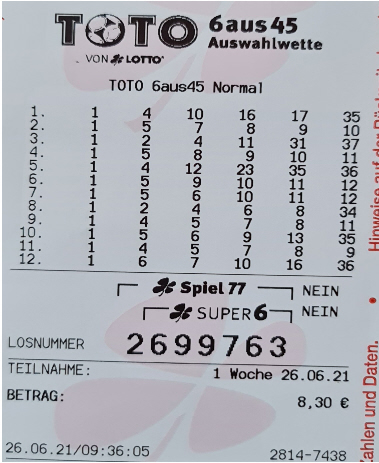 TOTO 6aus45
Auswahlwette
VON LOTTO
TOTO 6aus45 Normal
1. 1 4 10 16 17 35
2. 1 5 7 8 9 10
3. 1 2 4 11 31 37
4. 1 5 8 9 10 11
5. 1 4 12 23 35 36
6. 1 5 9 10 11 12
7. 1 5 6 10 11 12
8. 1 2 4 6 8 34
9. 1 4 5 7 8 11
10. 1 5 6 9 13 35
11. 1 4 5 7 8 9
12. 1 6 7 10 16 36
Spiel 77 NEIN
SUPER 6 NEIN
LOSNUMMER 2699763
TEILNAHME: 1 Woche 26.06.21
BETRAG: 8,30 €
26.06.21/09:36:05 2814-7438
Zahlen und Daten. • Hinweise auf der